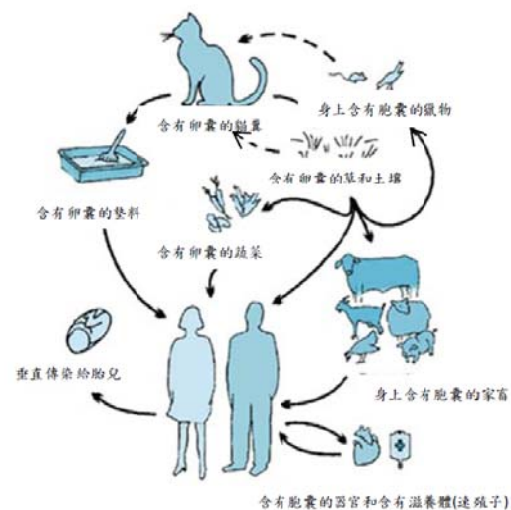 身上含有胞囊的獵物
含有卵囊的貓糞
含有卵囊的草和土壤
含有卵囊的墊料
含有卵囊的蔬菜
垂直傳染給胎兒
身上含有胞囊的家畜
含有胞囊的器官和含有滋養體(速殖子)